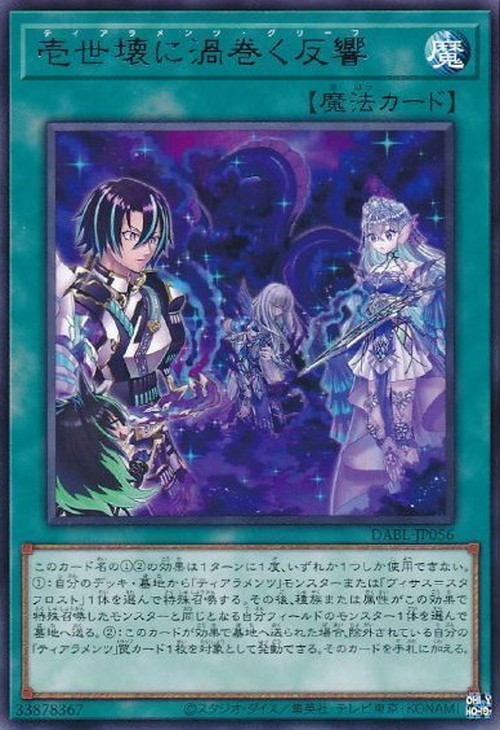 ティアラメンツ・グリーフ
壱世壊に渦巻く反響
魔
【魔法カード】
DABL-JP056
このカード名の①②の効果は1ターンに1度、いずれか1つしか使用できない。
①:自分のデッキ・墓地から「ティアラメンツ」モンスターまたは「ヴィサス=スタ
フロスト」1体を選んで特殊召喚する。その後、種族または属性がこの効果で
特殊召喚したモンスターと同じとなる自分フィールドのモンスター1体を選んで
墓地へ送る。②:このカードが効果で墓地へ送られた場合、除外されている自分の
「ティアラメンツ」罠カード1枚を対象として発動できる。そのカードを手札に加える。
33878367
©スタジオ・ダイス/集英社 テレビ東京・KONAMI